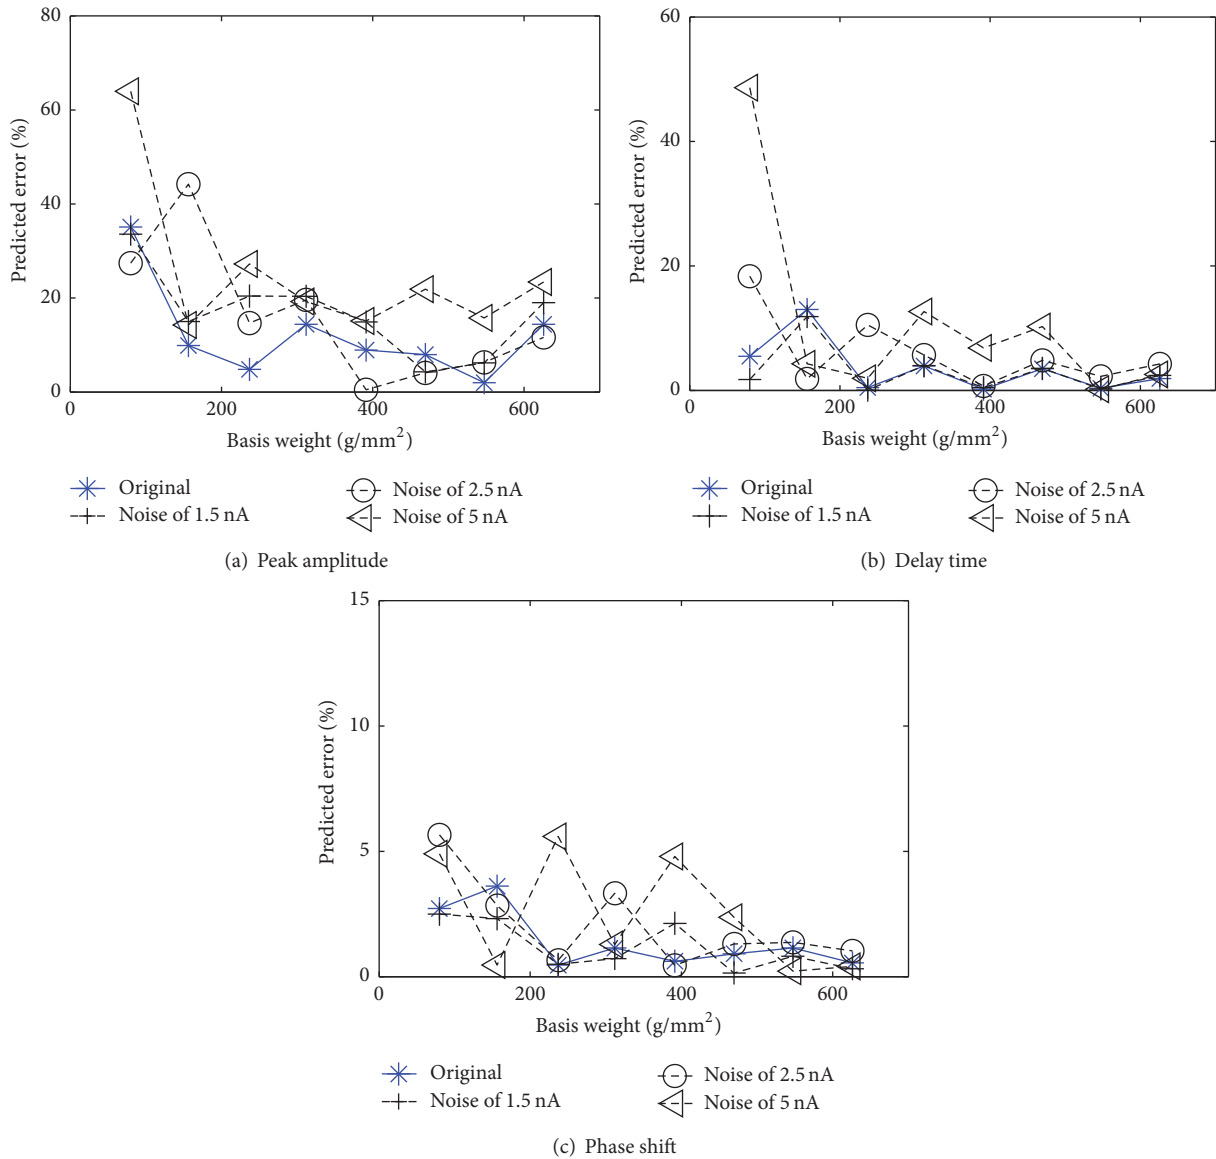 80
60
40
20
0
Predicted error (%)
0 200 400 600
Basis weight (g/mm²)
Original
Noise of 1.5 nA
Noise of 2.5 nA
Noise of 5 nA
(a) Peak amplitude
60
40
20
0
Predicted error (%)
0 200 400 600
Basis weight (g/mm²)
Original
Noise of 1.5 nA
Noise of 2.5 nA
Noise of 5 nA
(b) Delay time
15
10
5
0
Predicted error (%)
0 200 400 600
Basis weight (g/mm²)
Original
Noise of 1.5 nA
Noise of 2.5 nA
Noise of 5 nA
(c) Phase shift